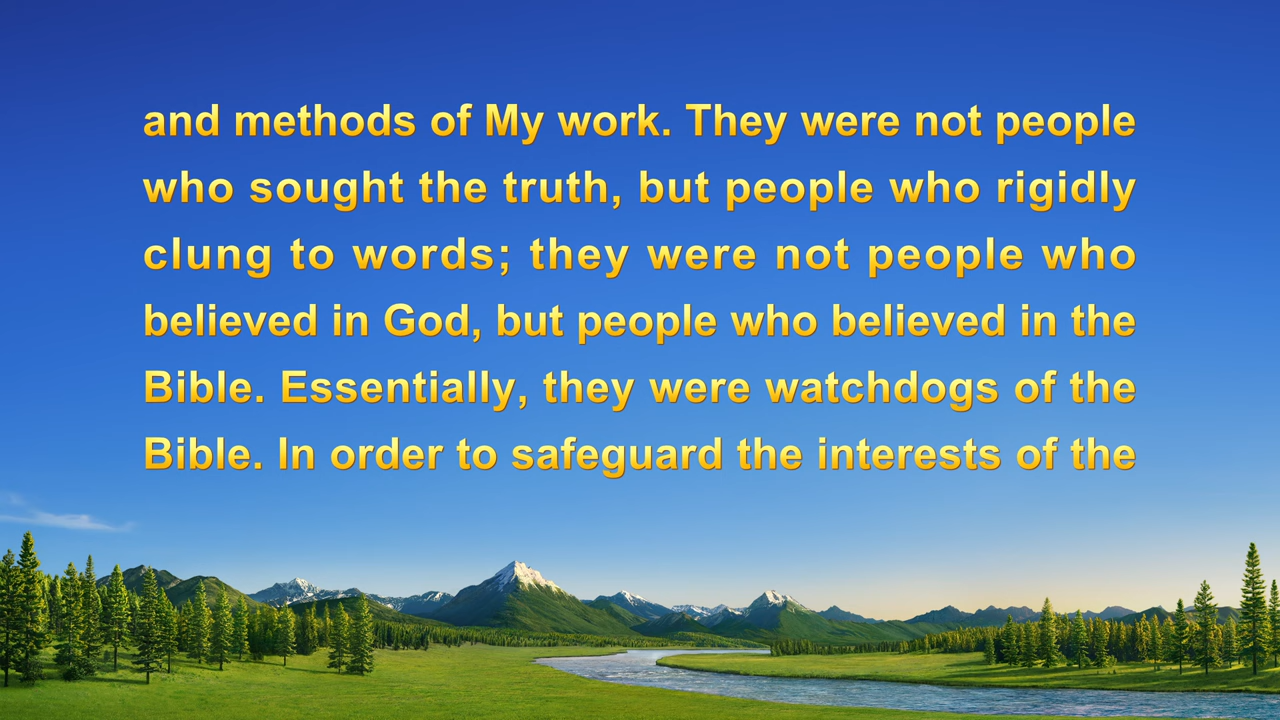 and methods of My work. They were not people
who sought the truth, but people who rigidly
clung to words; they were not people who
believed in God, but people who believed in the
Bible. Essentially, they were watchdogs of the
Bible. In order to safeguard the interests of the